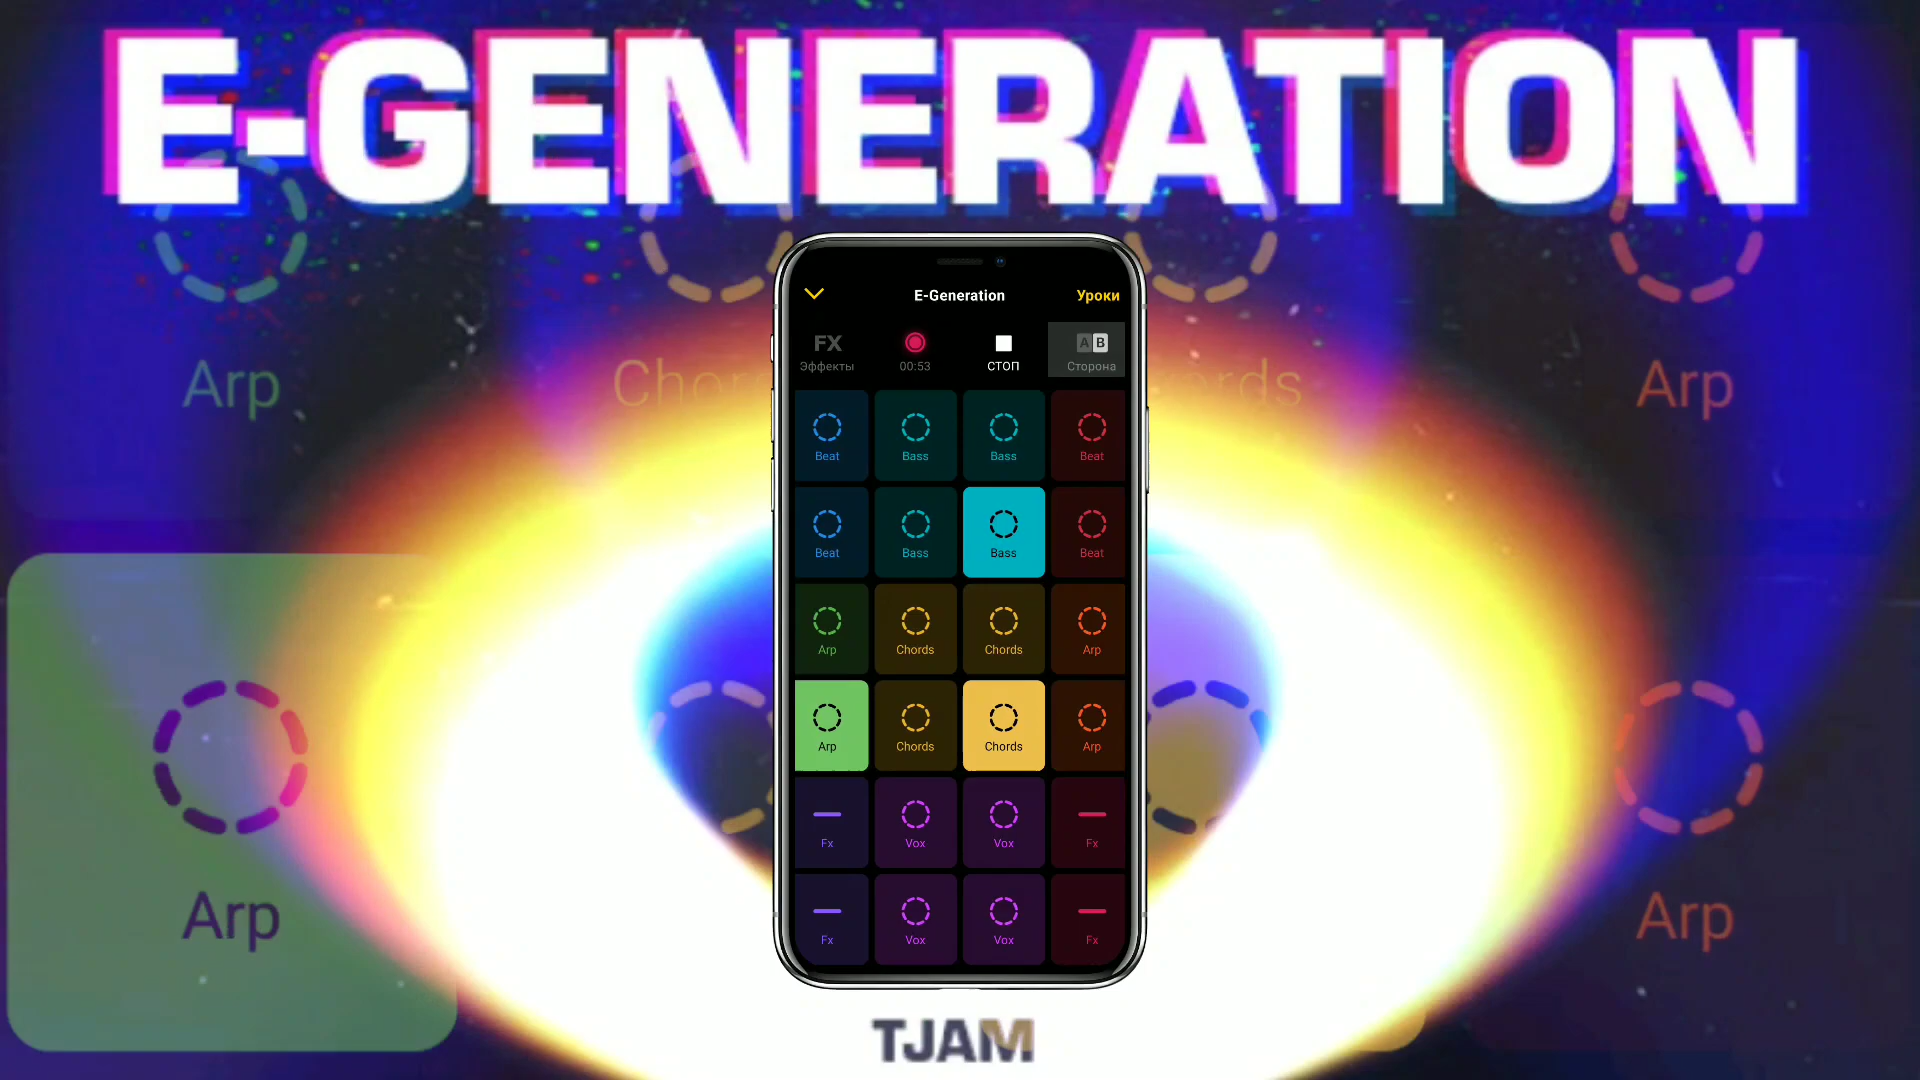 E-GENERATION
E-Generation
Уроки
FX
A B
Эффекты
00:53
СТОП
Сторона
Beat Bass Bass Beat
Beat Bass Bass Beat
Arp Chords Chords Arp
Arp Chords Chords Arp
Fx Vox Vox Fx
Fx Vox Vox Fx
Arp
Chor
rds
Arp
Arp
Arp
TJAM